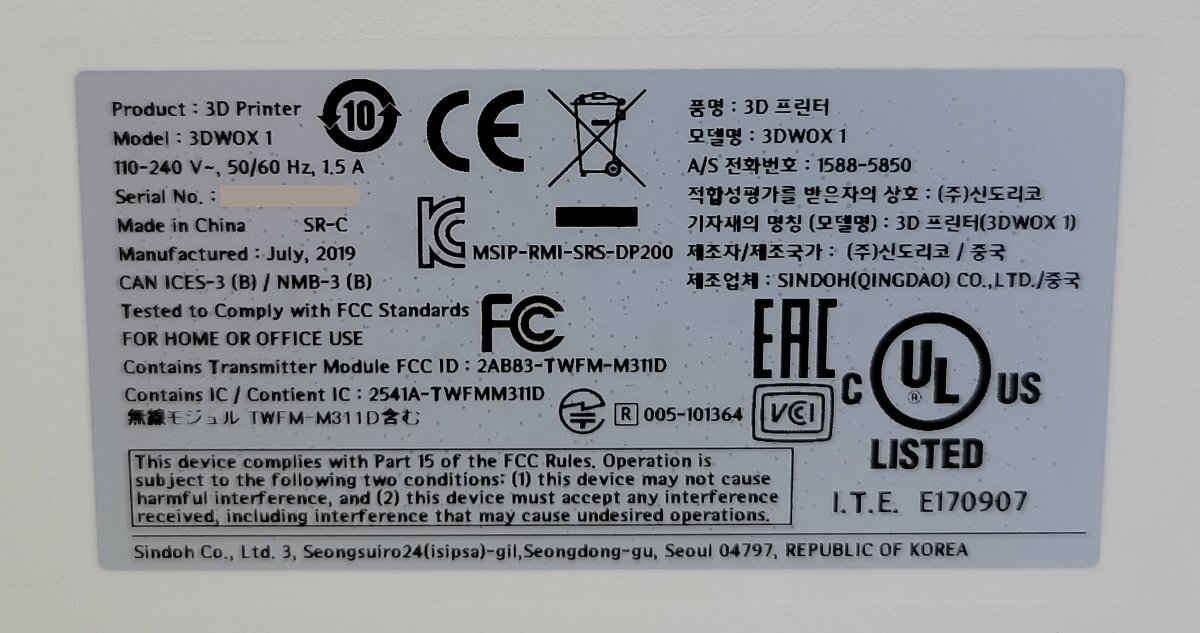 Product : 3D Printer
Model : 3DWOX 1
110-240 V~, 50/60 Hz, 1.5 A
Serial No. :
Made in China SR-C
Manufactured : July, 2019
CAN ICES-3 (B) / NMB-3 (B)
Tested to Comply with FCC Standards
FOR HOME OR OFFICE USE
Contains Transmitter Module FCC ID : 2AB83-TWFM-M311D
Contains IC / Contient IC : 2541A-TWFMM311D
無線モジュル TWFM-M311D含む
10
CE
KC
MSIP-RMI-SRS-DP200
FC
R 005-101364
품명 : 3D 프린터
모델명 : 3DWOX 1
A/S 전화번호 : 1588-5850
적합성평가를 받은자의 상호 : (주)신도리코
기자재의 명칭 (모델명) : 3D 프린터(3DWOX 1)
제조자/제조국가 : (주)신도리코 / 중국
제조업체 : SINDOH(QINGDAO) CO.,LTD./중국
EAC
VCCI
C UL ® US
LISTED
I.T.E. E170907
This device complies with Part 15 of the FCC Rules. Operation is
subject to the following two conditions: (1) this device may not cause
harmful interference, and (2) this device must accept any interference
received, including interference that may cause undesired operations.
Sindoh Co., Ltd. 3, Seongsuiro24(isipsa)-gil,Seongdong-gu, Seoul 04797, REPUBLIC OF KOREA